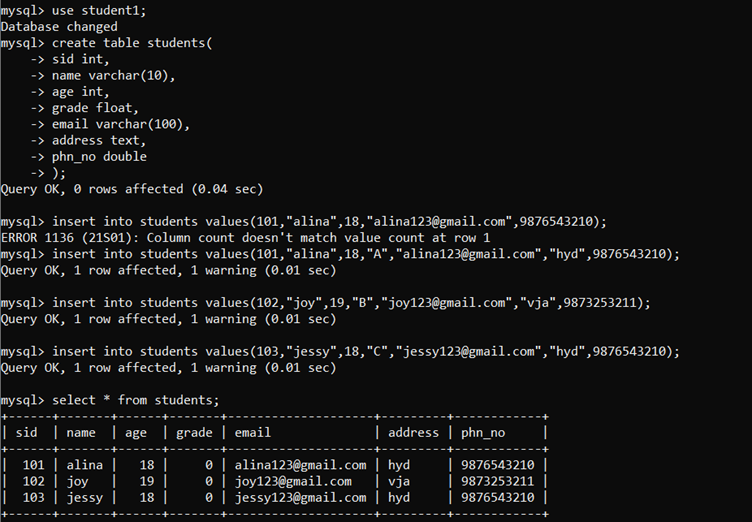 mysql> use student1;
Database changed
mysql> create table students(
    -> sid int,
    -> name varchar(10),
    -> age int,
    -> grade float,
    -> email varchar(100),
    -> address text,
    -> phn_no double
    -> );
Query OK, 0 rows affected (0.04 sec)

mysql> insert into students values(101,"alina",18,"alina123@gmail.com",9876543210);
ERROR 1136 (21S01): Column count doesn't match value count at row 1
mysql> insert into students values(101,"alina",18,"A","alina123@gmail.com","hyd",9876543210);
Query OK, 1 row affected, 1 warning (0.01 sec)

mysql> insert into students values(102,"joy",19,"B","joy123@gmail.com","vja",9873253211);
Query OK, 1 row affected, 1 warning (0.01 sec)

mysql> insert into students values(103,"jessy",18,"C","jessy123@gmail.com","hyd",9876543210);
Query OK, 1 row affected, 1 warning (0.01 sec)

mysql> select * from students;
+------+-------+------+-------+--------------------+---------+------------+
| sid  | name  | age  | grade | email              | address | phn_no     |
+------+-------+------+-------+--------------------+---------+------------+
|  101 | alina |   18 |     0 | alina123@gmail.com | hyd     | 9876543210 |
|  102 | joy   |   19 |     0 | joy123@gmail.com   | vja     | 9873253211 |
|  103 | jessy |   18 |     0 | jessy123@gmail.com | hyd     | 9876543210 |
+------+-------+------+-------+--------------------+---------+------------+